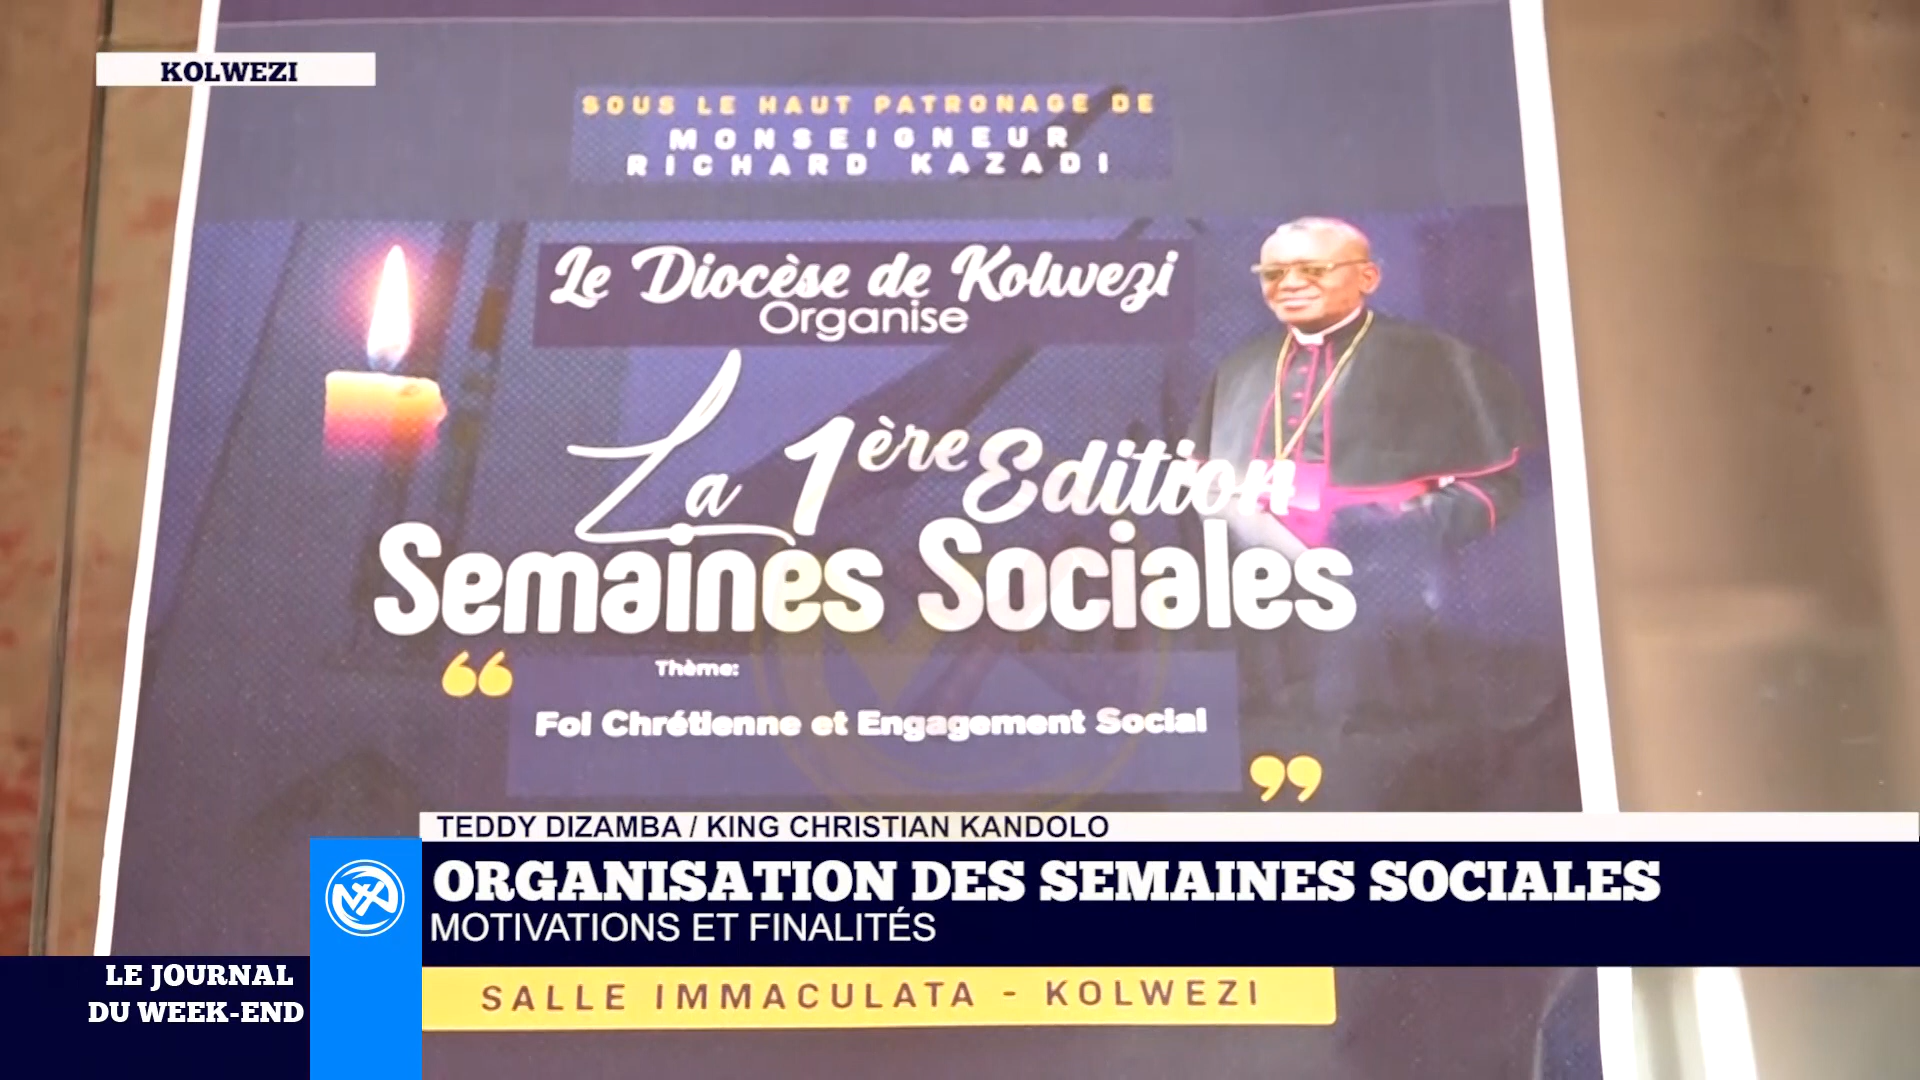 KOLWEZI
SOUS LE HAUT PATRONAGE DE
MONSEIGNEUR
RICHARD KAZADI
Le Diocèse de Kolwezi
Organise
La 1ère Edition
Semaines Sociales
“
Thème:
Foi Chrétienne et Engagement Social
”
TEDDY DIZAMBA / KING CHRISTIAN KANDOLO
ORGANISATION DES SEMAINES SOCIALES
MOTIVATIONS ET FINALITÉS
LE JOURNAL
DU WEEK-END
SALLE IMMACULATA - KOLWEZI